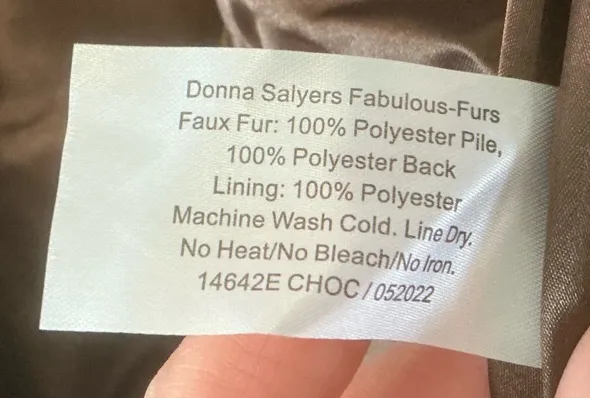 Donna Salyers Fabulous-Furs
Faux Fur: 100% Polyester Pile,
100% Polyester Back
Lining: 100% Polyester
Machine Wash Cold. Line Dry.
No Heat/No Bleach/No Iron.
14642E CHOC/052022